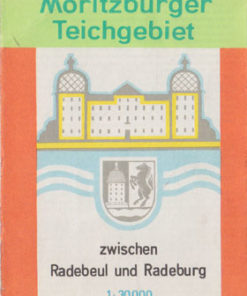 Moritzburger
Teichgebiet
zwischen
Radebeul und Radeburg
1:30000